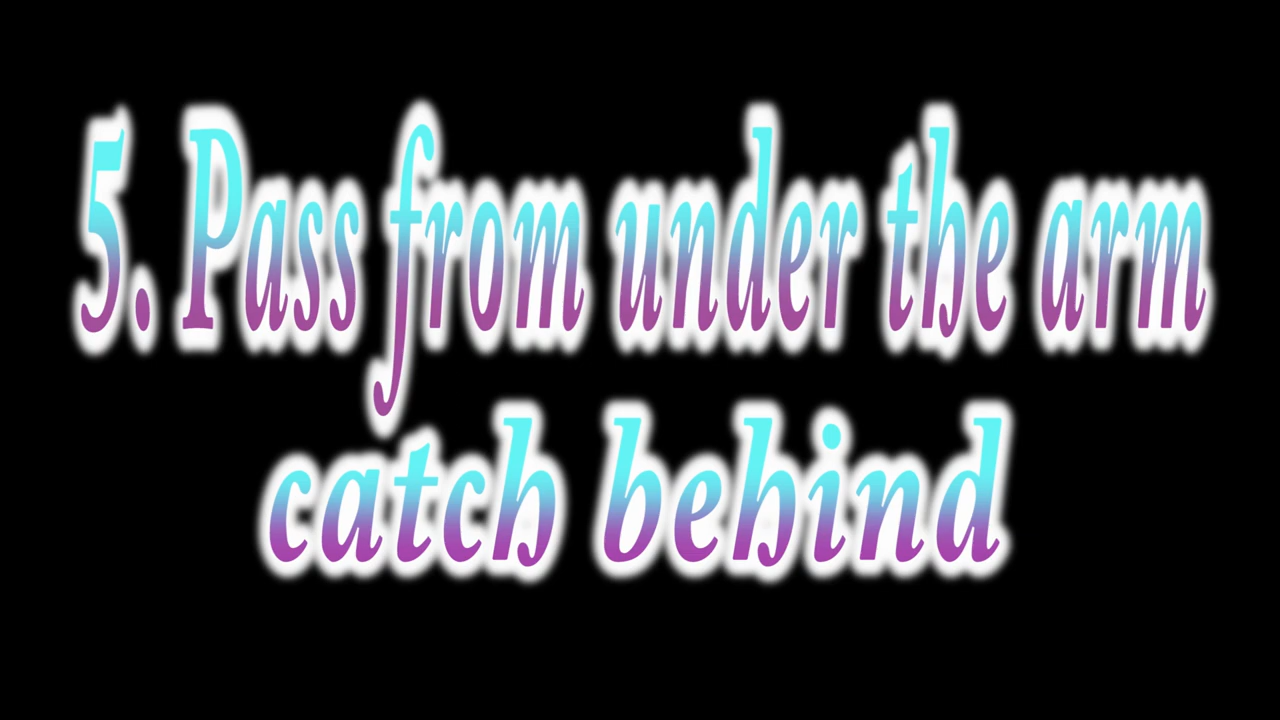 5. Pass from under the arm
catch behind